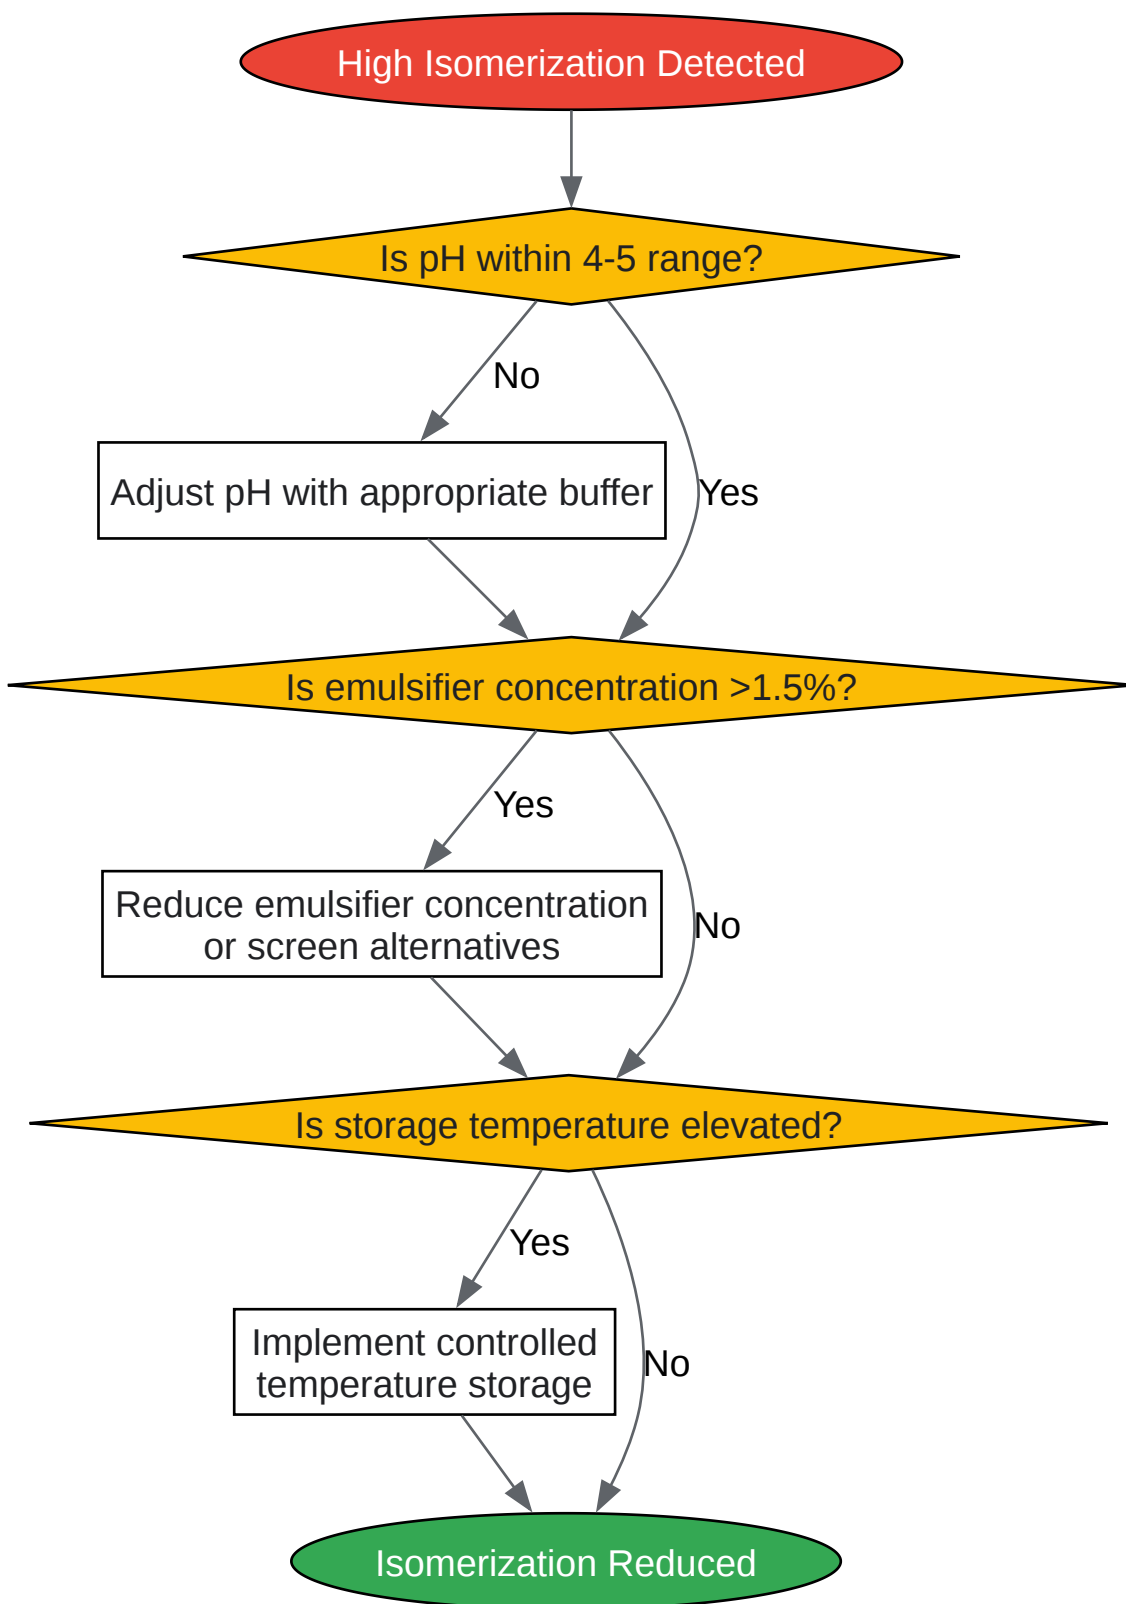 High Isomerization Detected
Is pH within 4-5 range?
No
Adjust pH with appropriate buffer
Yes
Is emulsifier concentration >1.5%?
Yes
Reduce emulsifier concentration
or screen alternatives
No
Is storage temperature elevated?
Yes
Implement controlled
temperature storage
No
Isomerization Reduced